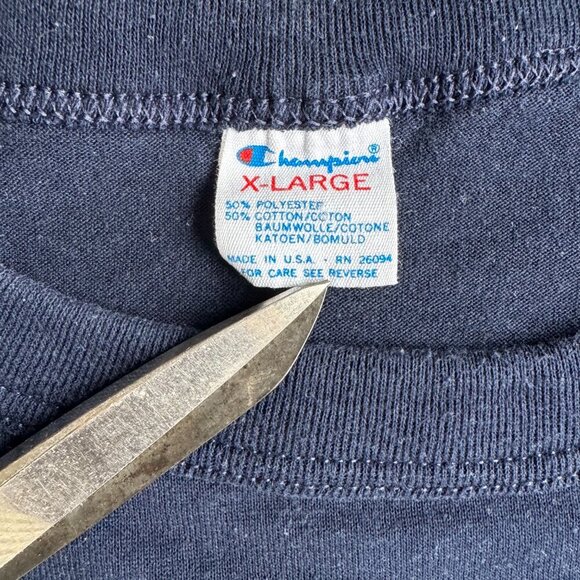 Champion®
X-LARGE
50% POLYESTER
50% COTTON/COTON
BAUMWOLLE/COTONE
KATOEN/BOMULD
MADE IN U.S.A. - RN 26094
FOR CARE SEE REVERSE